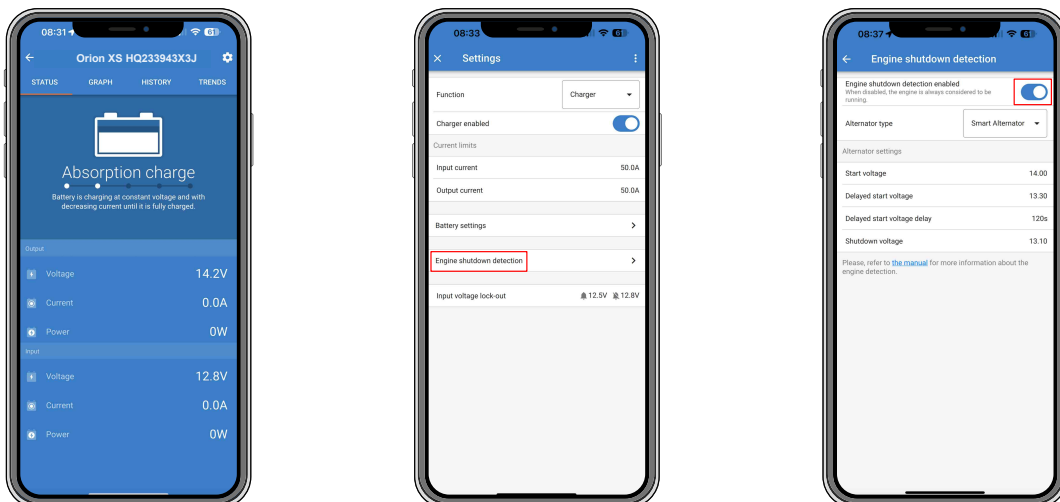 08:31
Orion XS HQ233943X3J
STATUS GRAPH HISTORY TRENDS
Absorption charge
Battery is charging at constant voltage and with
decreasing current until it is fully charged.
Output
Voltage 14.2V
Current 0.0A
Power 0W
Input
Voltage 12.8V
Current 0.0A
Power 0W
08:33
Settings
Function Charger
Charger enabled
Current limits
Input current 50.0A
Output current 50.0A
Battery settings
Engine shutdown detection
Input voltage lock-out 12.5V 12.8V
08:37
Engine shutdown detection
Engine shutdown detection enabled
When disabled, the engine is always considered to be
running.
Alternator type Smart Alternator
Alternator settings
Start voltage 14.00
Delayed start voltage 13.30
Delayed start voltage delay 120s
Shutdown voltage 13.10
Please, refer to the manual for more information about the
engine detection.